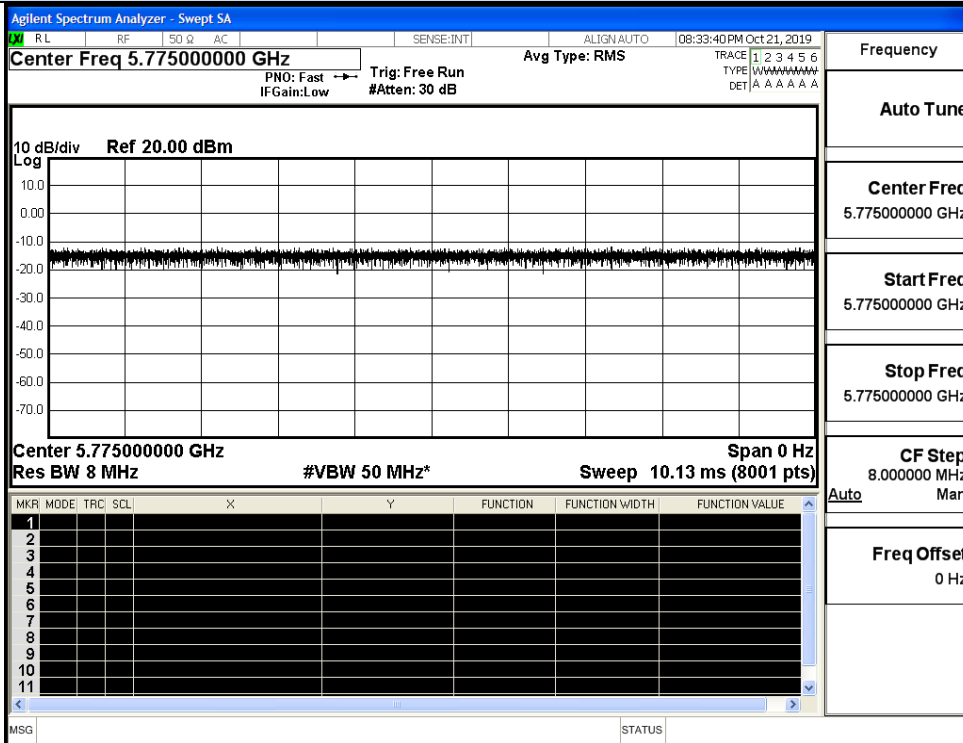 Agilent Spectrum Analyzer - Swept SA
LXI RL RF 50 Ω AC SENSE:INT ALIGN AUTO 08:33:40 PM Oct 21, 2019
Center Freq 5.775000000 GHz
PNO: Fast
IFGain:Low
Trig: Free Run
#Atten: 30 dB
Avg Type: RMS
TRACE 1 2 3 4 5 6
TYPE WWWWWW
DET A A A A A A
10 dB/div Ref 20.00 dBm
Log
10.0
0.00
-10.0
-20.0
-30.0
-40.0
-50.0
-60.0
-70.0
Center 5.775000000 GHz Span 0 Hz
Res BW 8 MHz #VBW 50 MHz* Sweep 10.13 ms (8001 pts)
MKR MODE TRC SCL X Y FUNCTION FUNCTION WIDTH FUNCTION VALUE
1
2
3
4
5
6
7
8
9
10
11
MSG STATUS
Frequency
Auto Tune
Center Freq
5.775000000 GHz
Start Freq
5.775000000 GHz
Stop Freq
5.775000000 GHz
CF Step
8.000000 MHz
Auto Man
Freq Offset
0 Hz